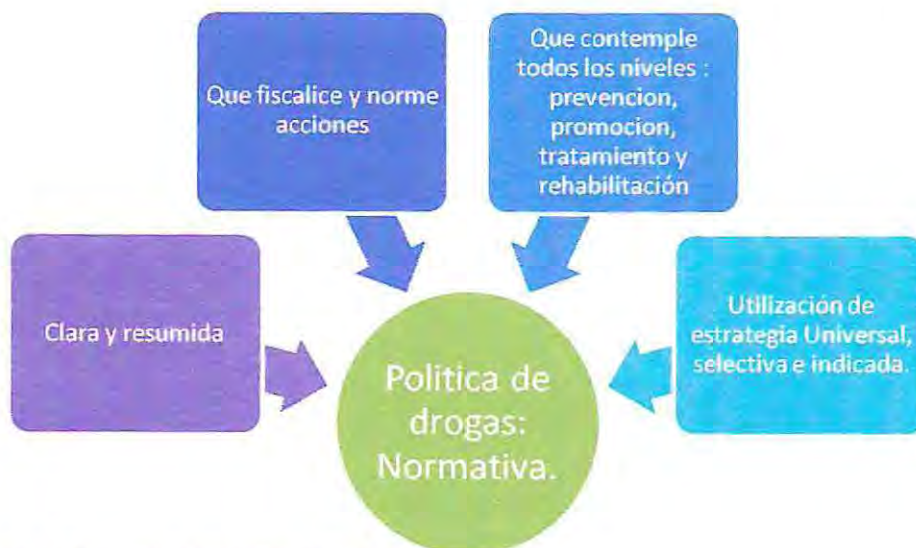 Que fiscalice y norme
acciones
Que contemple
todos los niveles :
prevencion,
promocion,
tratamiento y
rehabilitación
Clara y resumida
Utilización de
estrategia Universal,
selectiva e indicada.
Politica de
drogas:
Normativa.